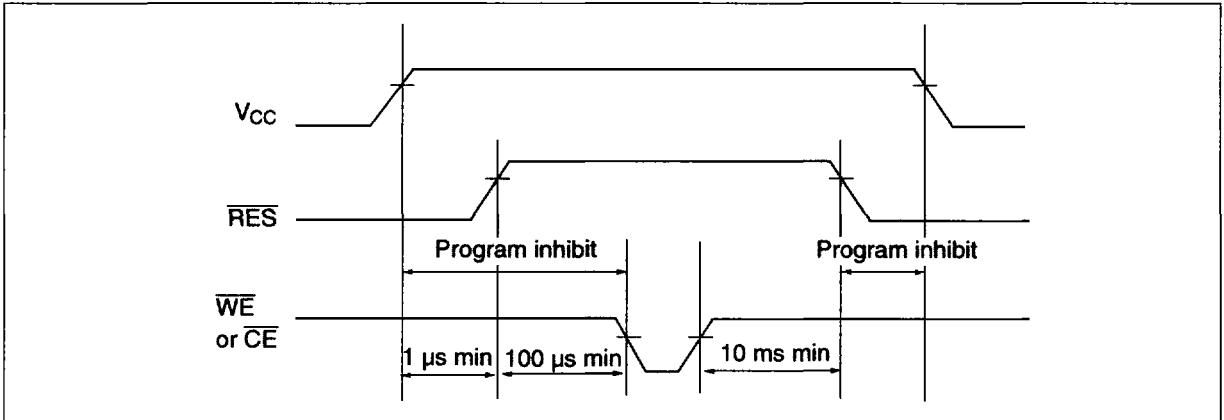 VCC
RES
Program inhibit
Program inhibit
WE
or CE
1 µs min
100 µs min
10 ms min